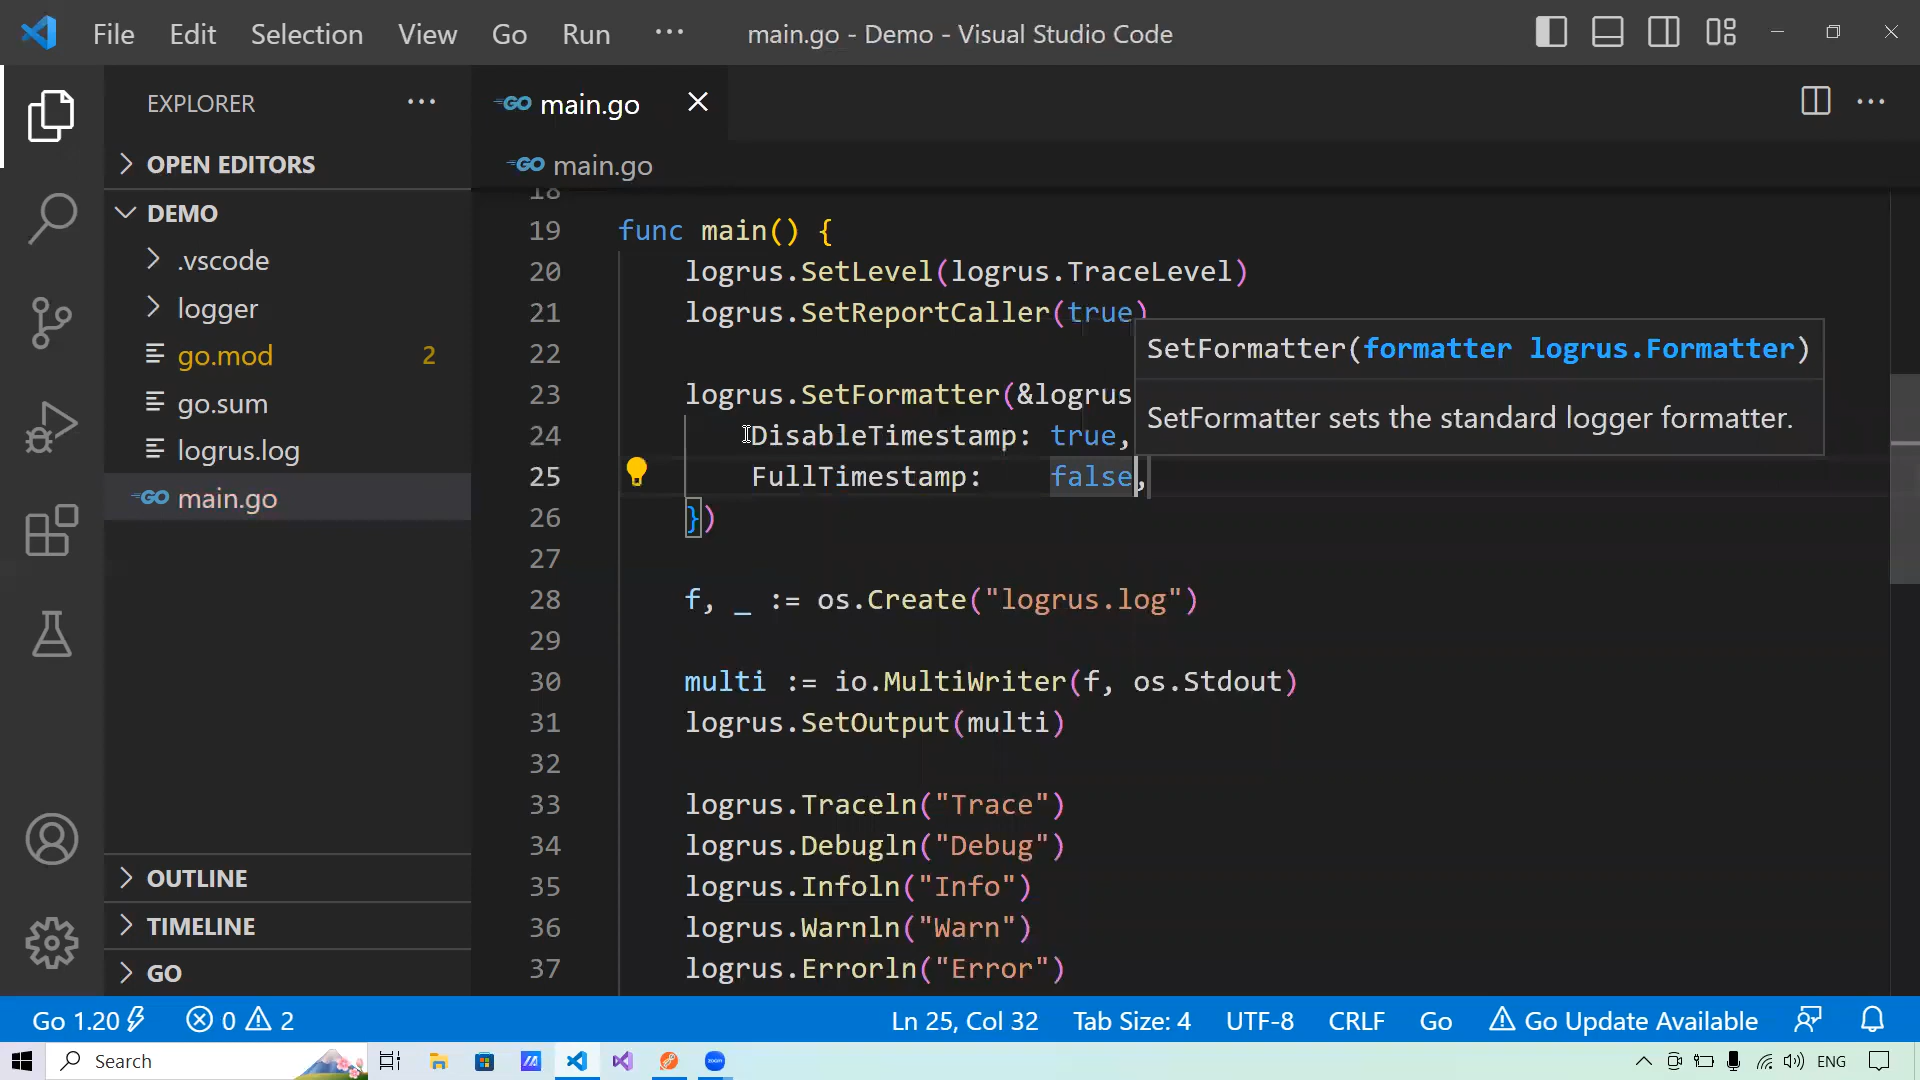 File Edit Selection View Go Run ···
main.go - Demo - Visual Studio Code
EXPLORER
OPEN EDITORS
DEMO
.vscode
logger
go.mod 2
go.sum
logrus.log
main.go
OUTLINE
TIMELINE
GO
GO main.go
GO main.go
18
19 func main() {
20 logrus.SetLevel(logrus.TraceLevel)
21 logrus.SetReportCaller(true)
22
23 logrus.SetFormatter(&logrus
24 DisableTimestamp: true,
25 FullTimestamp: false,
26 })
27
28 f, _ := os.Create("logrus.log")
29
30 multi := io.MultiWriter(f, os.Stdout)
31 logrus.SetOutput(multi)
32
33 logrus.Traceln("Trace")
34 logrus.Debugln("Debug")
35 logrus.Infoln("Info")
36 logrus.Warnln("Warn")
37 logrus.Errorln("Error")
SetFormatter(formatter logrus.Formatter)
SetFormatter sets the standard logger formatter.
Go 1.20 0 2 Ln 25, Col 32 Tab Size: 4 UTF-8 CRLF Go Go Update Available
Search ENG